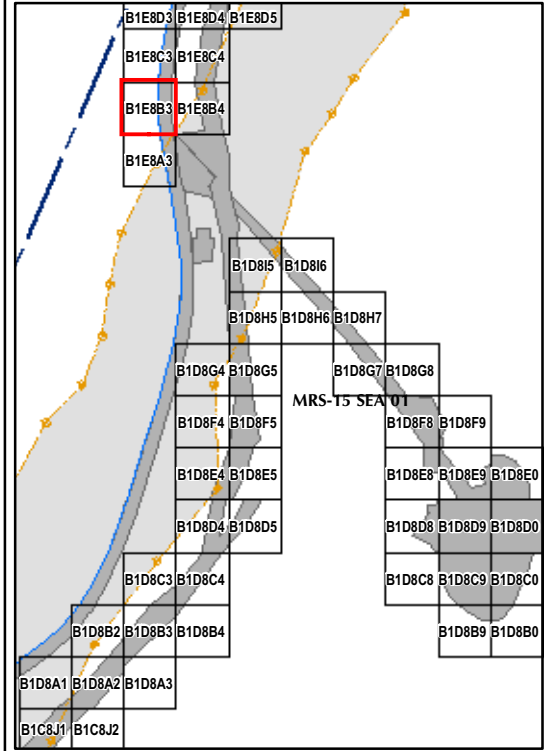 B1E8D3 B1E8D4 B1E8D5
B1E8C3 B1E8C4
B1E8B3 B1E8B4
B1E8A3
B1D8I5 B1D8I6
B1D8H5 B1D8H6 B1D8H7
B1D8G4 B1D8G5 B1D8G7 B1D8G8
MRS-15 SEA 01
B1D8F4 B1D8F5 B1D8F8 B1D8F9
B1D8E4 B1D8E5 B1D8E8 B1D8E9 B1D8E0
B1D8D4 B1D8D5 B1D8D8 B1D8D9 B1D8D0
B1D8C3 B1D8C4 B1D8C8 B1D8C9 B1D8C0
B1D8B2 B1D8B3 B1D8B4 B1D8B9 B1D8B0
B1D8A1 B1D8A2 B1D8A3
B1C8J1 B1C8J2